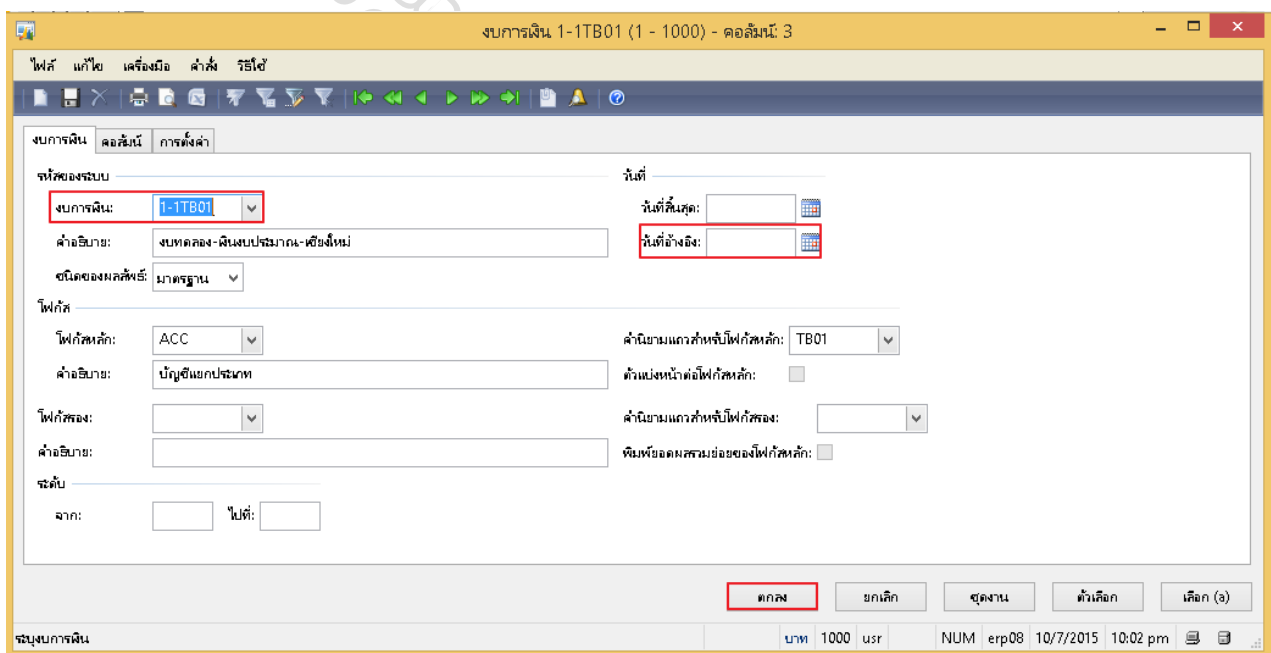 งบการเงิน 1-1TB01 (1 - 1000) - คอลัมน์: 3
ไฟล์ แก้ไข เครื่องมือ คำสั่ง วิธีใช้
งบการเงิน คอลัมน์ การตั้งค่า
รหัสของระบบ วันที่
งบการเงิน: 1-1TB01 วันที่สิ้นสุด:
คำอธิบาย: งบทดลอง-เงินงบประมาณ-เชียงใหม่ วันที่อ้างอิง:
ชนิดของผลลัพธ์: มาตรฐาน
โฟกัส
โฟกัสหลัก: ACC คำนิยามแถวสำหรับโฟกัสหลัก: TB01
คำอธิบาย: บัญชีแยกประเภท ตัวแบ่งหน้าต่อโฟกัสหลัก:
โฟกัสรอง: คำนิยามแถวสำหรับโฟกัสรอง:
คำอธิบาย: พิมพ์ยอดผลรวมย่อยของโฟกัสหลัก:
ระดับ
จาก: ไปที่:
ตกลง ยกเลิก ชุดงาน ตัวเลือก เลือก (a)
ระบุงบการเงิน บาท 1000 usr NUM erp08 10/7/2015 10:02 pm